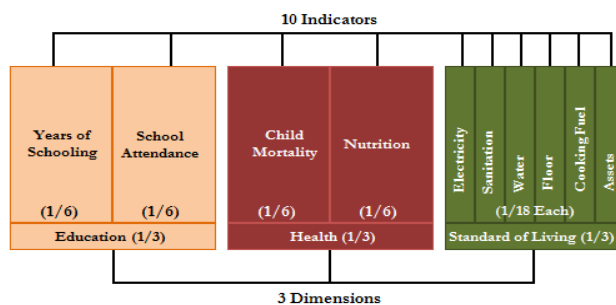 10 Indicators
Years of
Schooling
(1/6)
School
Attendance
(1/6)
Education (1/3)
Child
Mortality
(1/6)
Nutrition
(1/6)
Health (1/3)
Electricity
Sanitation
Water
Floor
Cooking Fuel
Assets
(1/18 Each)
Standard of Living (1/3)
3 Dimensions